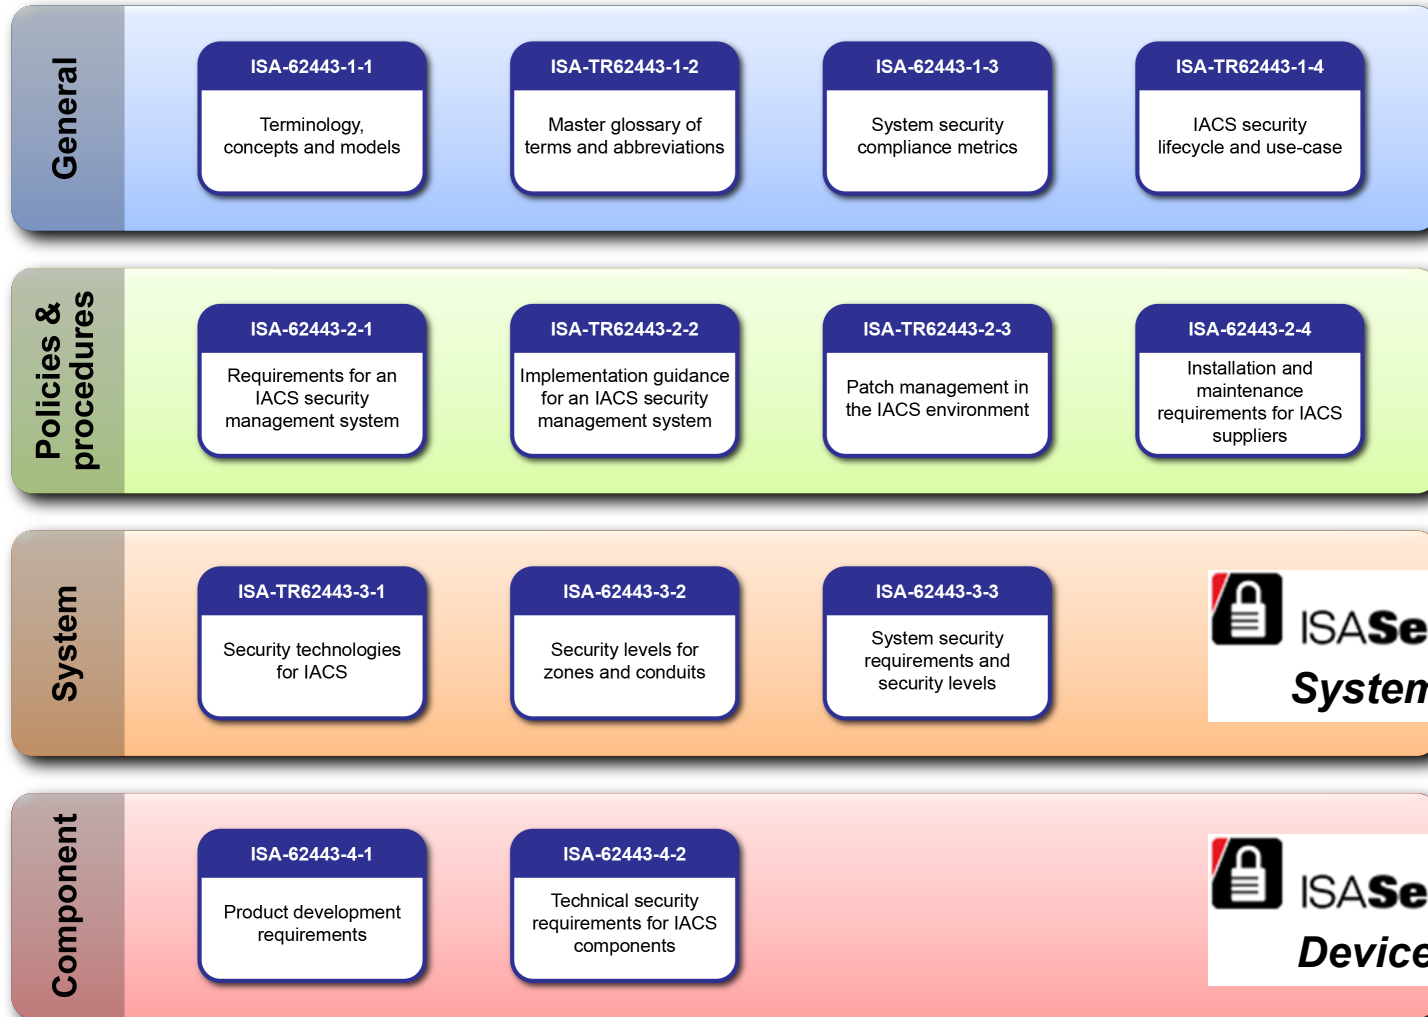 General
ISA-62443-1-1
Terminology,
concepts and models
ISA-TR62443-1-2
Master glossary of
terms and abbreviations
ISA-62443-1-3
System security
compliance metrics
ISA-TR62443-1-4
IACS security
lifecycle and use-case
Policies &
procedures
ISA-62443-2-1
Requirements for an
IACS security
management system
ISA-TR62443-2-2
Implementation guidance
for an IACS security
management system
ISA-TR62443-2-3
Patch management in
the IACS environment
ISA-62443-2-4
Installation and
maintenance
requirements for IACS
suppliers
System
ISA-TR62443-3-1
Security technologies
for IACS
ISA-62443-3-2
Security levels for
zones and conduits
ISA-62443-3-3
System security
requirements and
security levels
ISASe
System
Component
ISA-62443-4-1
Product development
requirements
ISA-62443-4-2
Technical security
requirements for IACS
components
ISASe
Device